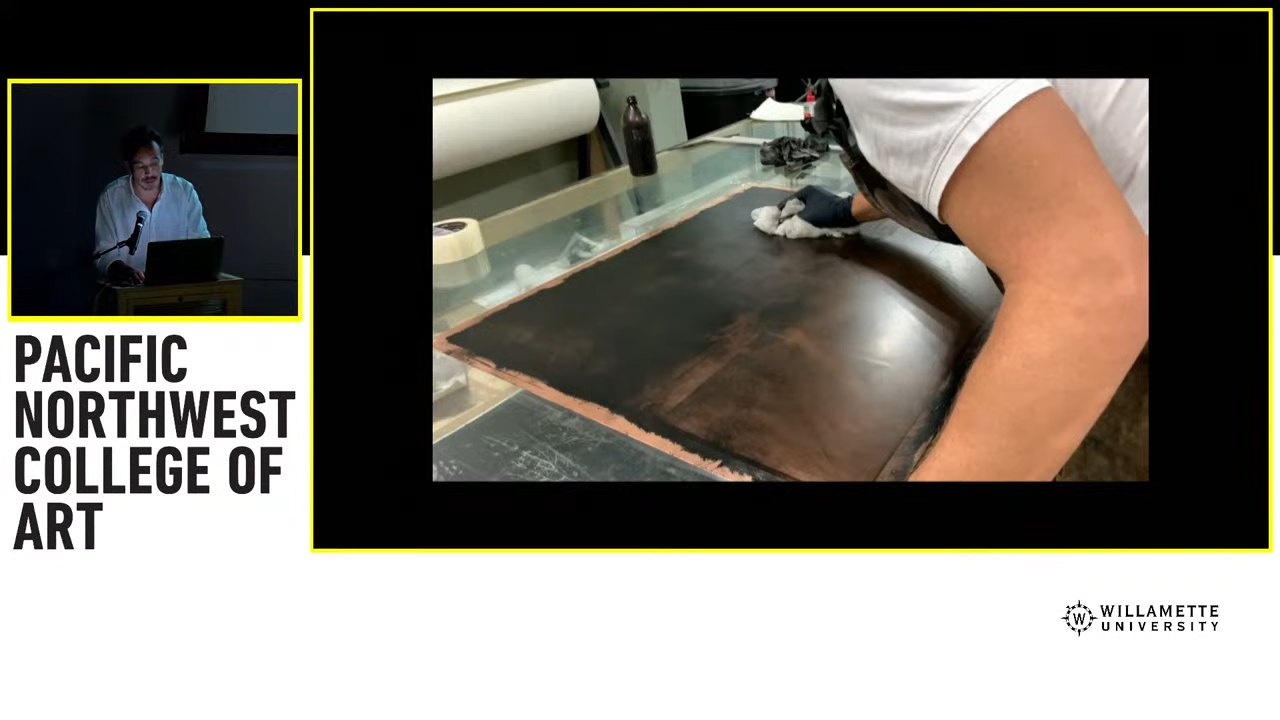 PACIFIC
NORTHWEST
COLLEGE OF
ART
W
WILLAMETTE
UNIVERSITY